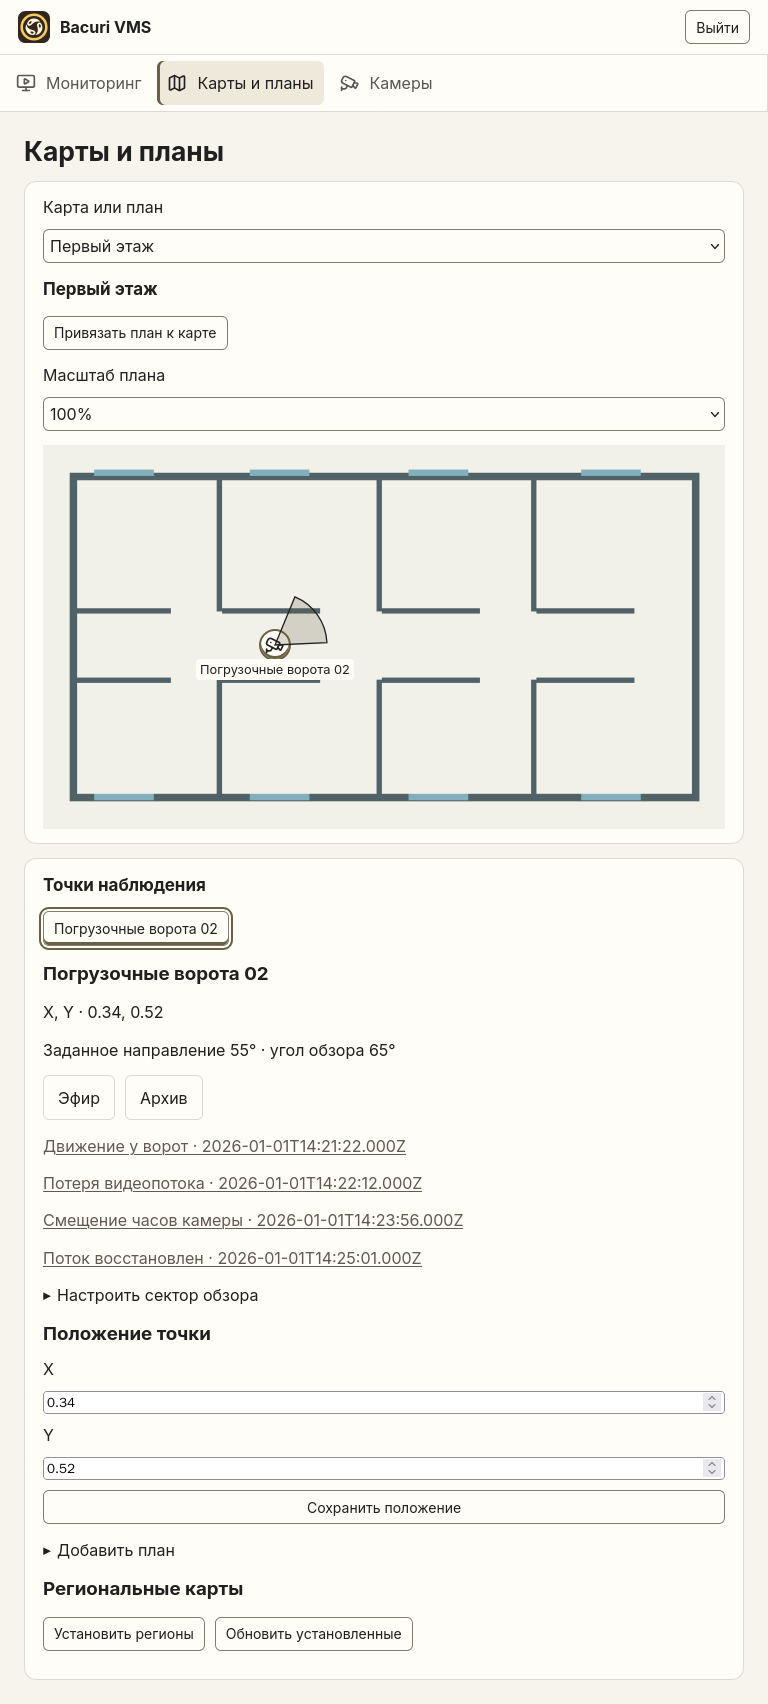 Bacuri VMS
Выйти
Мониторинг
Карты и планы
Камеры
Карты и планы
Карта или план
Первый этаж
Первый этаж
Привязать план к карте
Масштаб плана
100%
Погрузочные ворота 02
Точки наблюдения
Погрузочные ворота 02
Погрузочные ворота 02
X, Y · 0.34, 0.52
Заданное направление 55° · угол обзора 65°
Эфир
Архив
Движение у ворот · 2026-01-01T14:21:22.000Z
Потеря видеопотока · 2026-01-01T14:22:12.000Z
Смещение часов камеры · 2026-01-01T14:23:56.000Z
Поток восстановлен · 2026-01-01T14:25:01.000Z
Настроить сектор обзора
Положение точки
X
0.34
Y
0.52
Сохранить положение
Добавить план
Региональные карты
Установить регионы
Обновить установленные